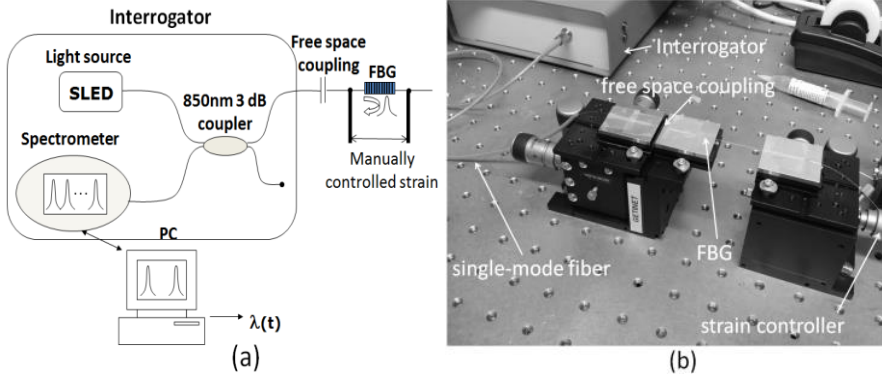 Interrogator
Light source
SLED
850nm 3 dB
coupler
Spectrometer
Free space
coupling
FBG
Manually
controlled strain
PC
λ(t)
(a)
Interrogator
free space coupling
FBG
single-mode fiber
strain controller
(b)